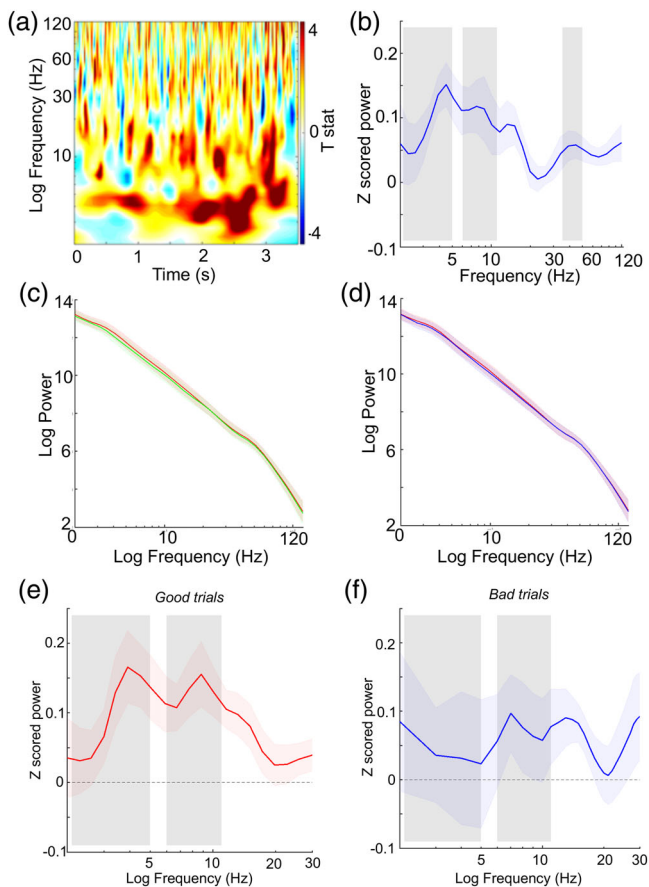 (a)
120
60
30
10
Log Frequency (Hz)
0
1
2
3
Time (s)
4
0
-4
T stat
(b)
0.2
0.1
0
-0.1
Z scored power
5
10
30
60
120
Frequency (Hz)
(c)
14
10
6
2
Log Power
0
10
120
Log Frequency (Hz)
(d)
14
10
6
2
Log Power
0
10
120
Log Frequency (Hz)
(e)
Good trials
0.2
0.1
0
-0.1
Z scored power
5
10
30
Log Frequency (Hz)
20
(f)
Bad trials
0.2
0.1
0
-0.1
Z scored power
5
10
20
30
Log Frequency (Hz)